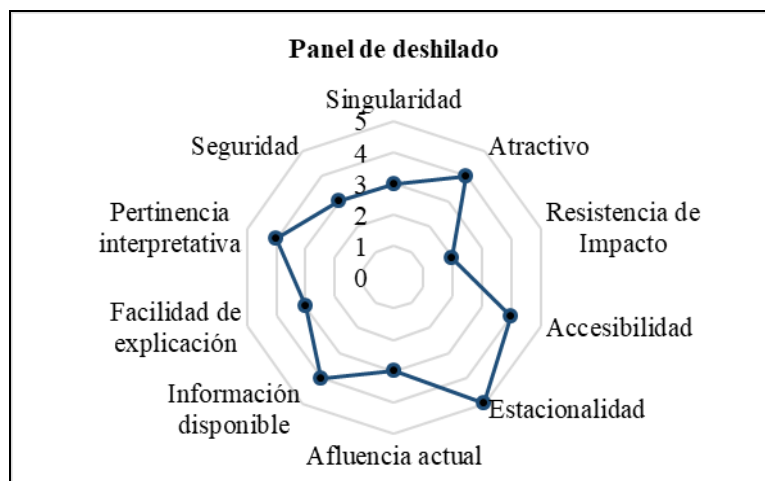 Panel de deshilado
Singularidad
Atractivo
Resistencia de
Impacto
Accesibilidad
Estacionalidad
Afluencia actual
Información
disponible
Facilidad de
explicación
Pertinencia
interpretativa
Seguridad
5
4
3
2
1
0